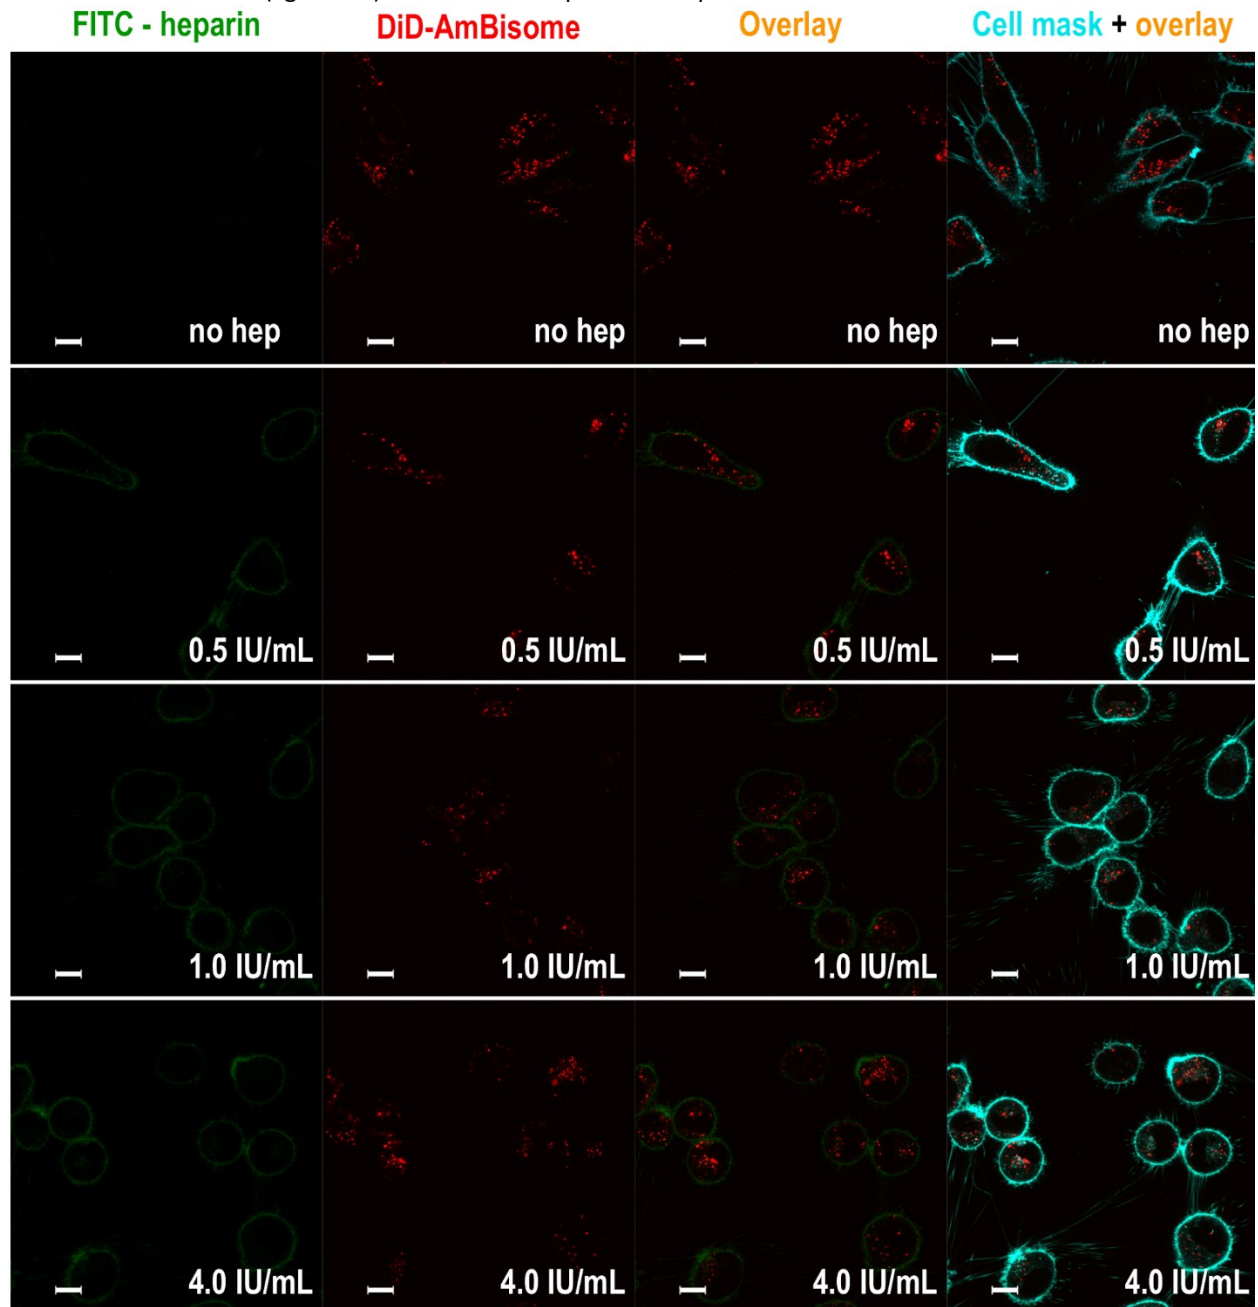 FITC - heparin DiD-AmBisome Overlay Cell mask + overlay
no hep no hep no hep no hep
0.5 IU/mL 0.5 IU/mL 0.5 IU/mL 0.5 IU/mL
1.0 IU/mL 1.0 IU/mL 1.0 IU/mL 1.0 IU/mL
4.0 IU/mL 4.0 IU/mL 4.0 IU/mL 4.0 IU/mL